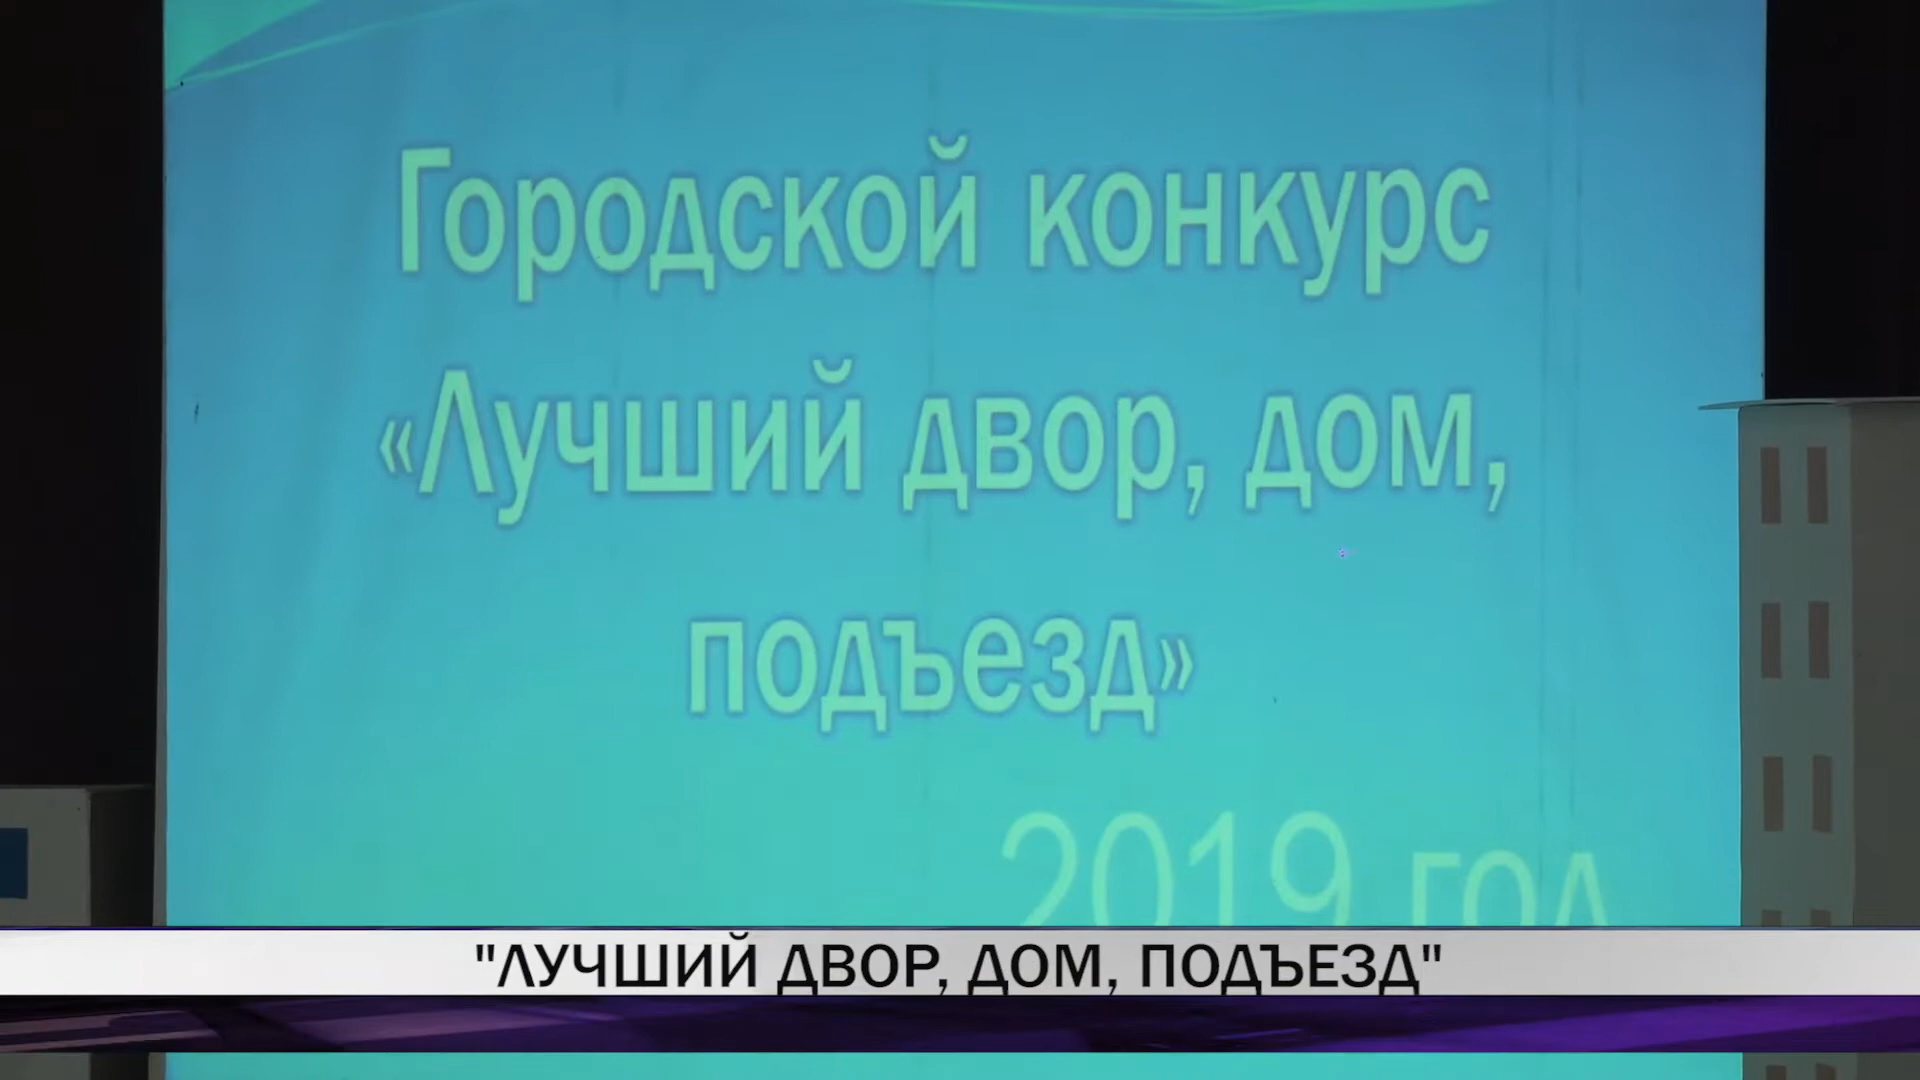 Городской конкурс
«Лучший двор, дом,
подъезд»
2019 год
"ЛУЧШИЙ ДВОР, ДОМ, ПОДЪЕЗД"